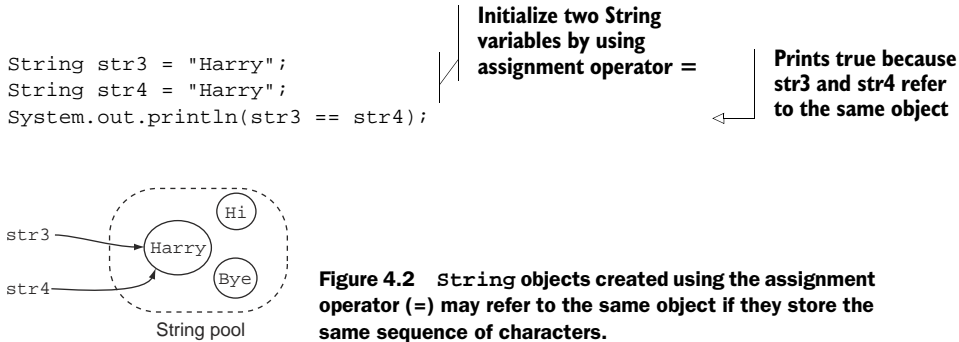 Initialize two String
variables by using
assignment operator =
String str3 = "Harry";
String str4 = "Harry";
System.out.println(str3 == str4);
Prints true because
str3 and str4 refer
to the same object
str3
str4
Hi
Harry
Bye
String pool
Figure 4.2 String objects created using the assignment
operator (=) may refer to the same object if they store the
same sequence of characters.